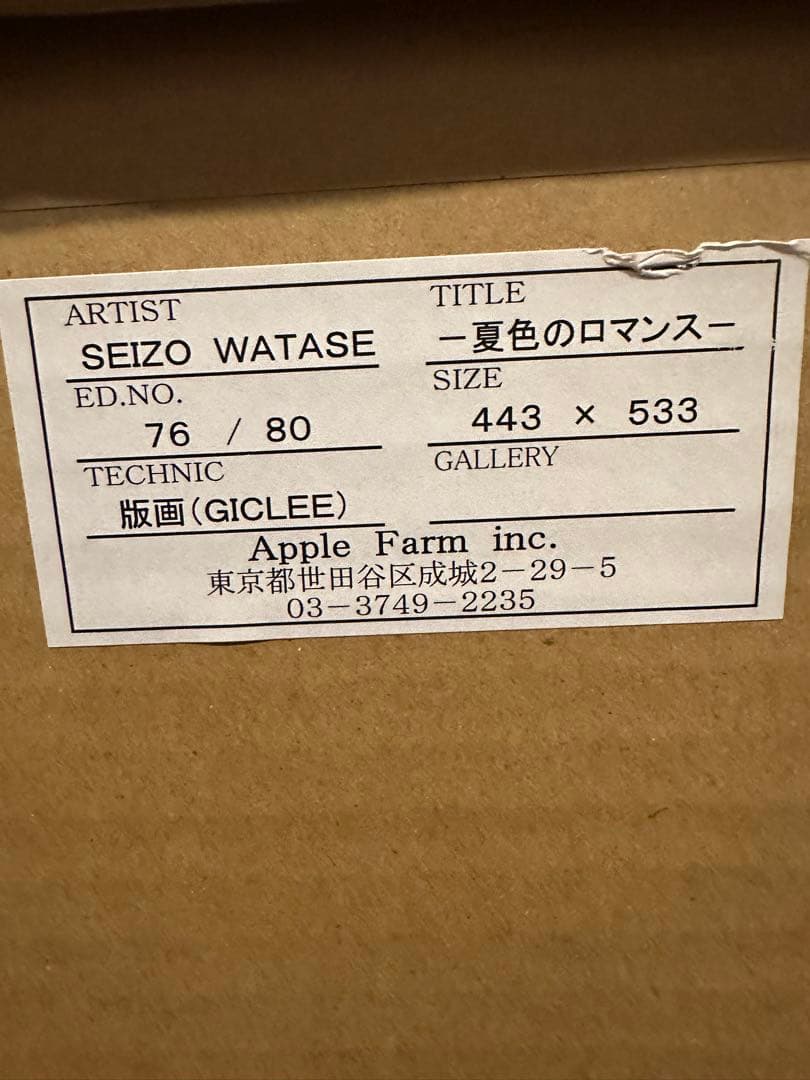 ARTIST
SEIZO WATASE
TITLE
−夏色のロマンス−
ED.NO.
76 / 80
SIZE
443 × 533
TECHNIC
版画(GICLEE)
GALLERY
Apple Farm inc.
東京都世田谷区成城2−29−5
03−3749−2235